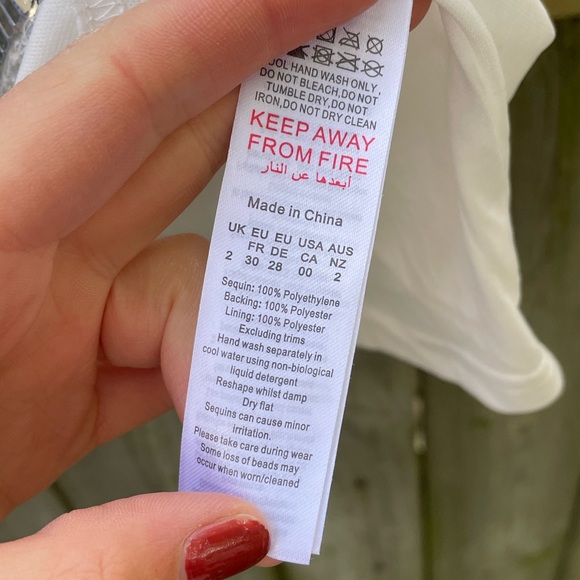 COOL HAND WASH ONLY,
DO NOT BLEACH,DO NOT
TUMBLE DRY,DO NOT
IRON,DO NOT DRY CLEAN
KEEP AWAY
FROM FIRE
أبعدها عن النار
Made in China
UK EU EU USA AUS
FR DE CA NZ
2 30 28 00 2
Sequin: 100% Polyethylene
Backing: 100% Polyester
Lining: 100% Polyester
Excluding trims
Hand wash separately in
cool water using non-biological
liquid detergent
Reshape whilst damp
Dry flat
Sequins can cause minor
irritation.
Please take care during wear
Some loss of beads may
occur when worn/cleaned